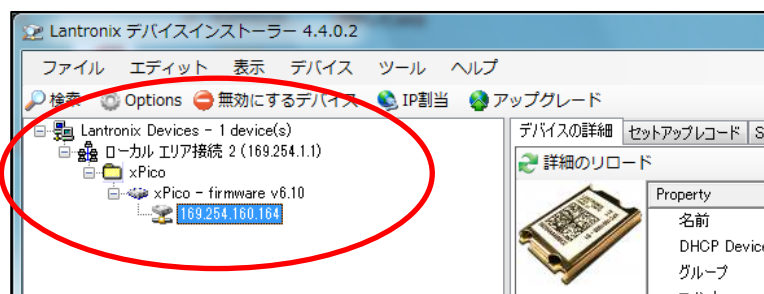 Lantronix デバイスインストーラー 4.4.0.2
ファイル エディット 表示 デバイス ツール ヘルプ
検索 Options 無効にするデバイス IP割当 アップグレード
Lantronix Devices - 1 device(s)
ローカル エリア接続 2 (169.254.1.1)
xPico
xPico - firmware v6.10
169.254.160.164
デバイスの詳細 セットアップレコード S
詳細のリロード
Property
名前
DHCP Device
グループ